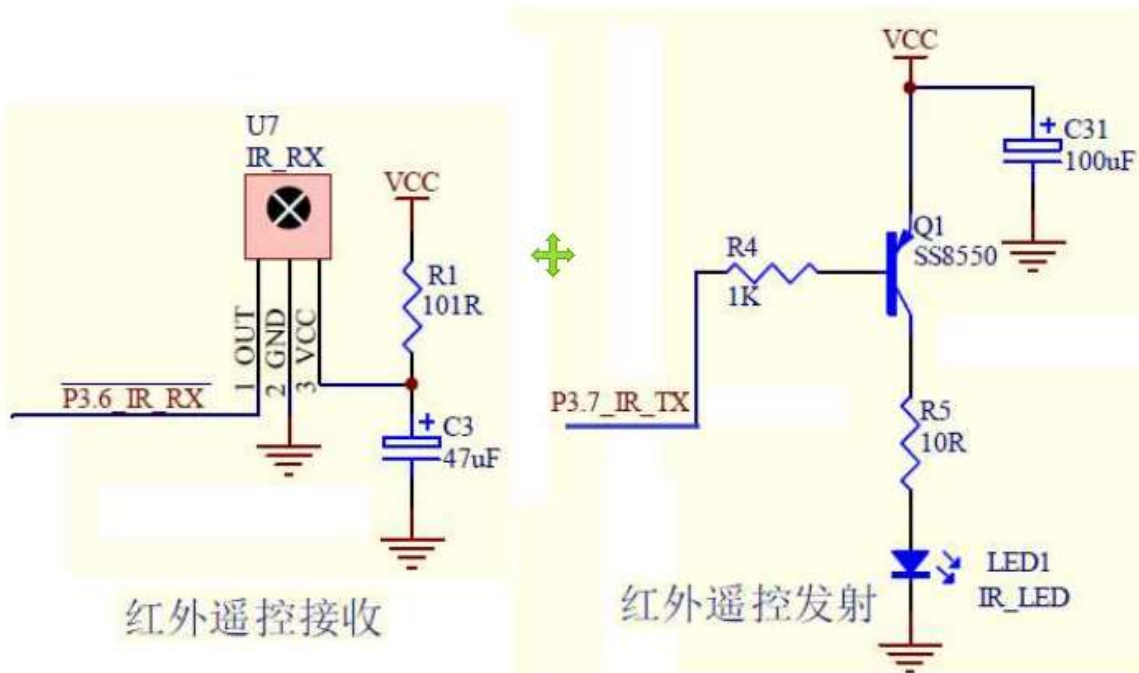 U7
IR_RX
VCC
R1
101R
1 OUT
2 GND
3 VCC
P3.6_IR_RX
C3
47uF
红外遥控接收
VCC
C31
100uF
Q1
SS8550
R4
1K
P3.7_IR_TX
R5
10R
LED1
IR_LED
红外遥控发射